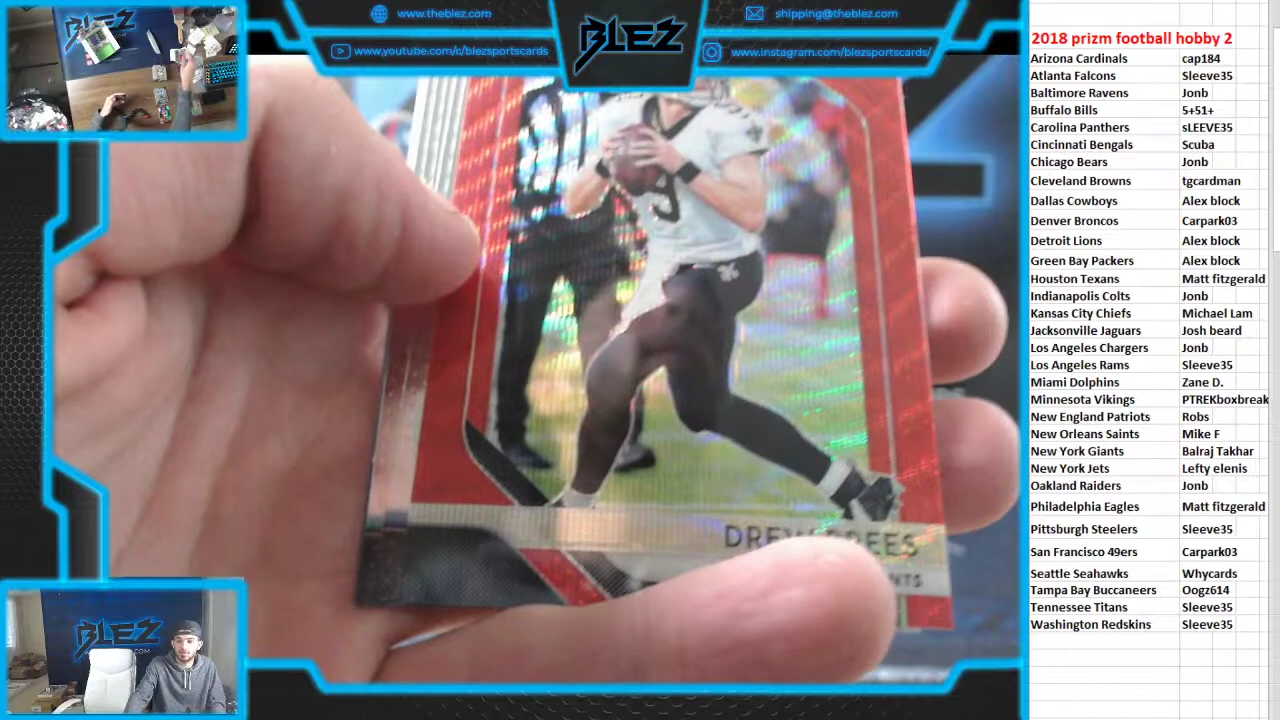 www.theblez.com
shipping@theblez.com
www.youtube.com/c/blezsportscards
www.instagram.com/blezsportscards/
BLEZ
DREW BREES
BLEZ
2018 prizm football hobby 2
Arizona Cardinals cap184
Atlanta Falcons Sleeve35
Baltimore Ravens Jonb
Buffalo Bills 5+51+
Carolina Panthers sLEEVE35
Cincinnati Bengals Scuba
Chicago Bears Jonb
Cleveland Browns tgcardman
Dallas Cowboys Alex block
Denver Broncos Carpark03
Detroit Lions Alex block
Green Bay Packers Alex block
Houston Texans Matt fitzgerald
Indianapolis Colts Jonb
Kansas City Chiefs Michael Lam
Jacksonville Jaguars Josh beard
Los Angeles Chargers Jonb
Los Angeles Rams Sleeve35
Miami Dolphins Zane D.
Minnesota Vikings PTREKboxbreak
New England Patriots Robs
New Orleans Saints Mike F
New York Giants Balraj Takhar
New York Jets Lefty elenis
Oakland Raiders Jonb
Philadelphia Eagles Matt fitzgerald
Pittsburgh Steelers Sleeve35
San Francisco 49ers Carpark03
Seattle Seahawks Whycards
Tampa Bay Buccaneers Oogz614
Tennessee Titans Sleeve35
Washington Redskins Sleeve35